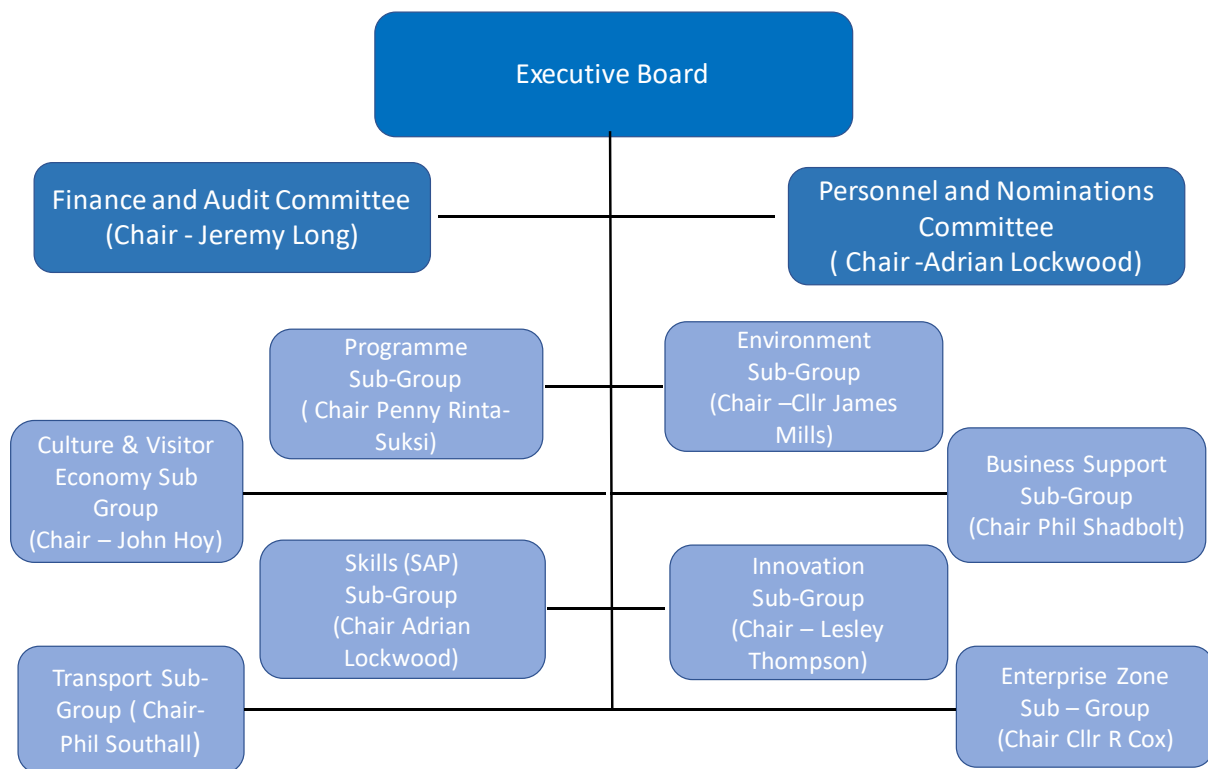 Executive Board
Finance and Audit Committee
(Chair - Jeremy Long)
Personnel and Nominations
Committee
( Chair -Adrian Lockwood)
Programme
Sub-Group
( Chair Penny Rinta-
Suksi)
Environment
Sub-Group
(Chair –Cllr James
Mills)
Culture & Visitor
Economy Sub
Group
(Chair – John Hoy)
Business Support
Sub-Group
(Chair Phil Shadbolt)
Skills (SAP)
Sub-Group
(Chair Adrian
Lockwood)
Innovation
Sub-Group
(Chair – Lesley
Thompson)
Transport Sub-
Group ( Chair-
Phil Southall)
Enterprise Zone
Sub – Group
(Chair Cllr R Cox)